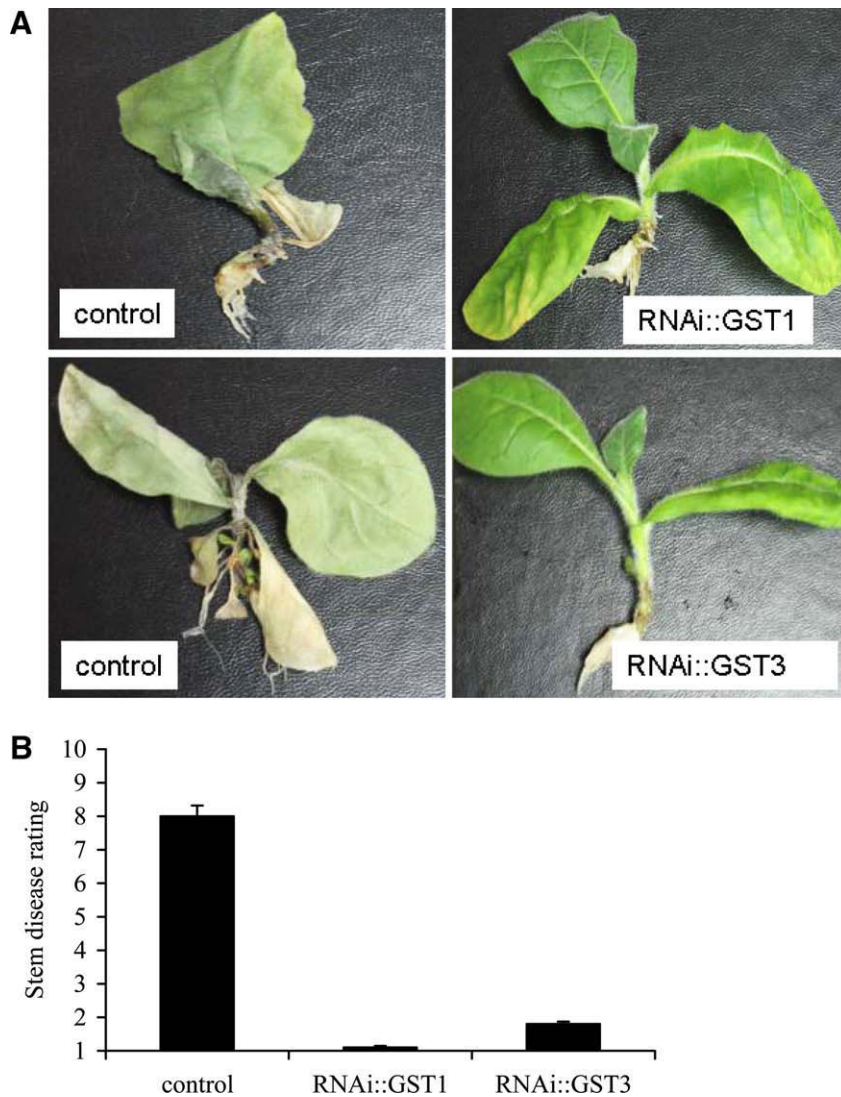 A
control
RNAi::GST1
control
RNAi::GST3
B
10
9
8
7
6
5
4
3
2
1
Stem disease rating
control
RNAi::GST1
RNAi::GST3